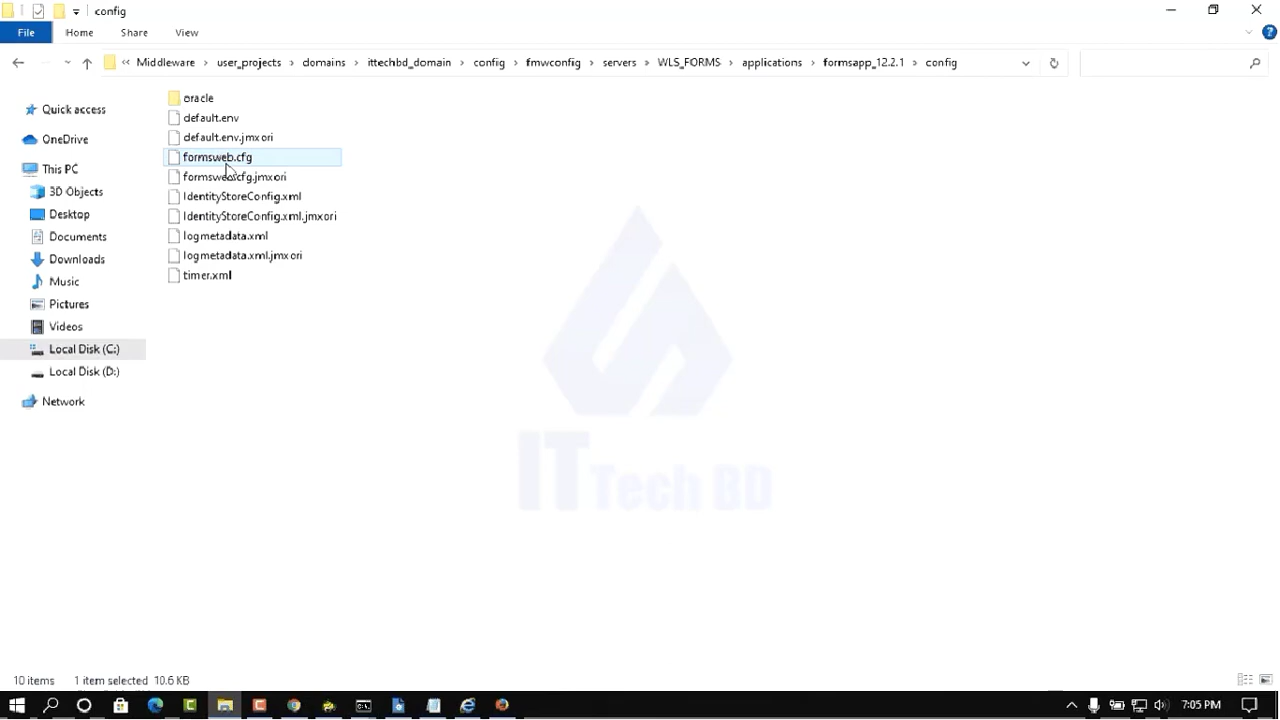 config
File Home Share View
« Middleware > user_projects > domains > ittechbd_domain > config > fmwconfig > servers > WLS_FORMS > applications > formsapp_12.2.1 > config
Quick access
OneDrive
This PC
3D Objects
Desktop
Documents
Downloads
Music
Pictures
Videos
Local Disk (C:)
Local Disk (D:)
Network
oracle
default.env
default.env.jmxori
formsweb.cfg
formsweb.cfg.jmxori
IdentityStoreConfig.xml
IdentityStoreConfig.xml.jmxori
logmetadata.xml
logmetadata.xml.jmxori
timer.xml
IT Tech BD
10 items 1 item selected 10.6 KB
7:05 PM